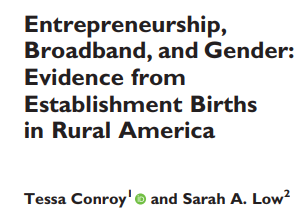 Entrepreneurship,
Broadband, and Gender:
Evidence from
Establishment Births
in Rural America
Tessa Conroy¹ and Sarah A. Low²